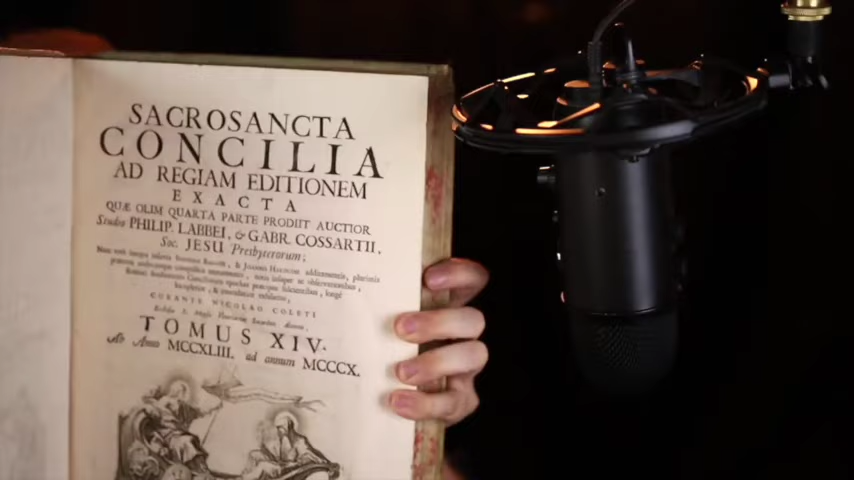 SACROSANCTA
CONCILIA
AD REGIAM EDITIONEM
EXACTA
QUÆ OLIM QUARTA PARTE PRODIIT AUCTIOR
Studio PHILIP. LABBEI, & GABR. COSSARTII,
Soc. JESU Presbyterorum;
CURANTE NICOLAO COLETI
TOMUS XIV.
Ab Anno MCCXLIII. ad annum MCCCX.